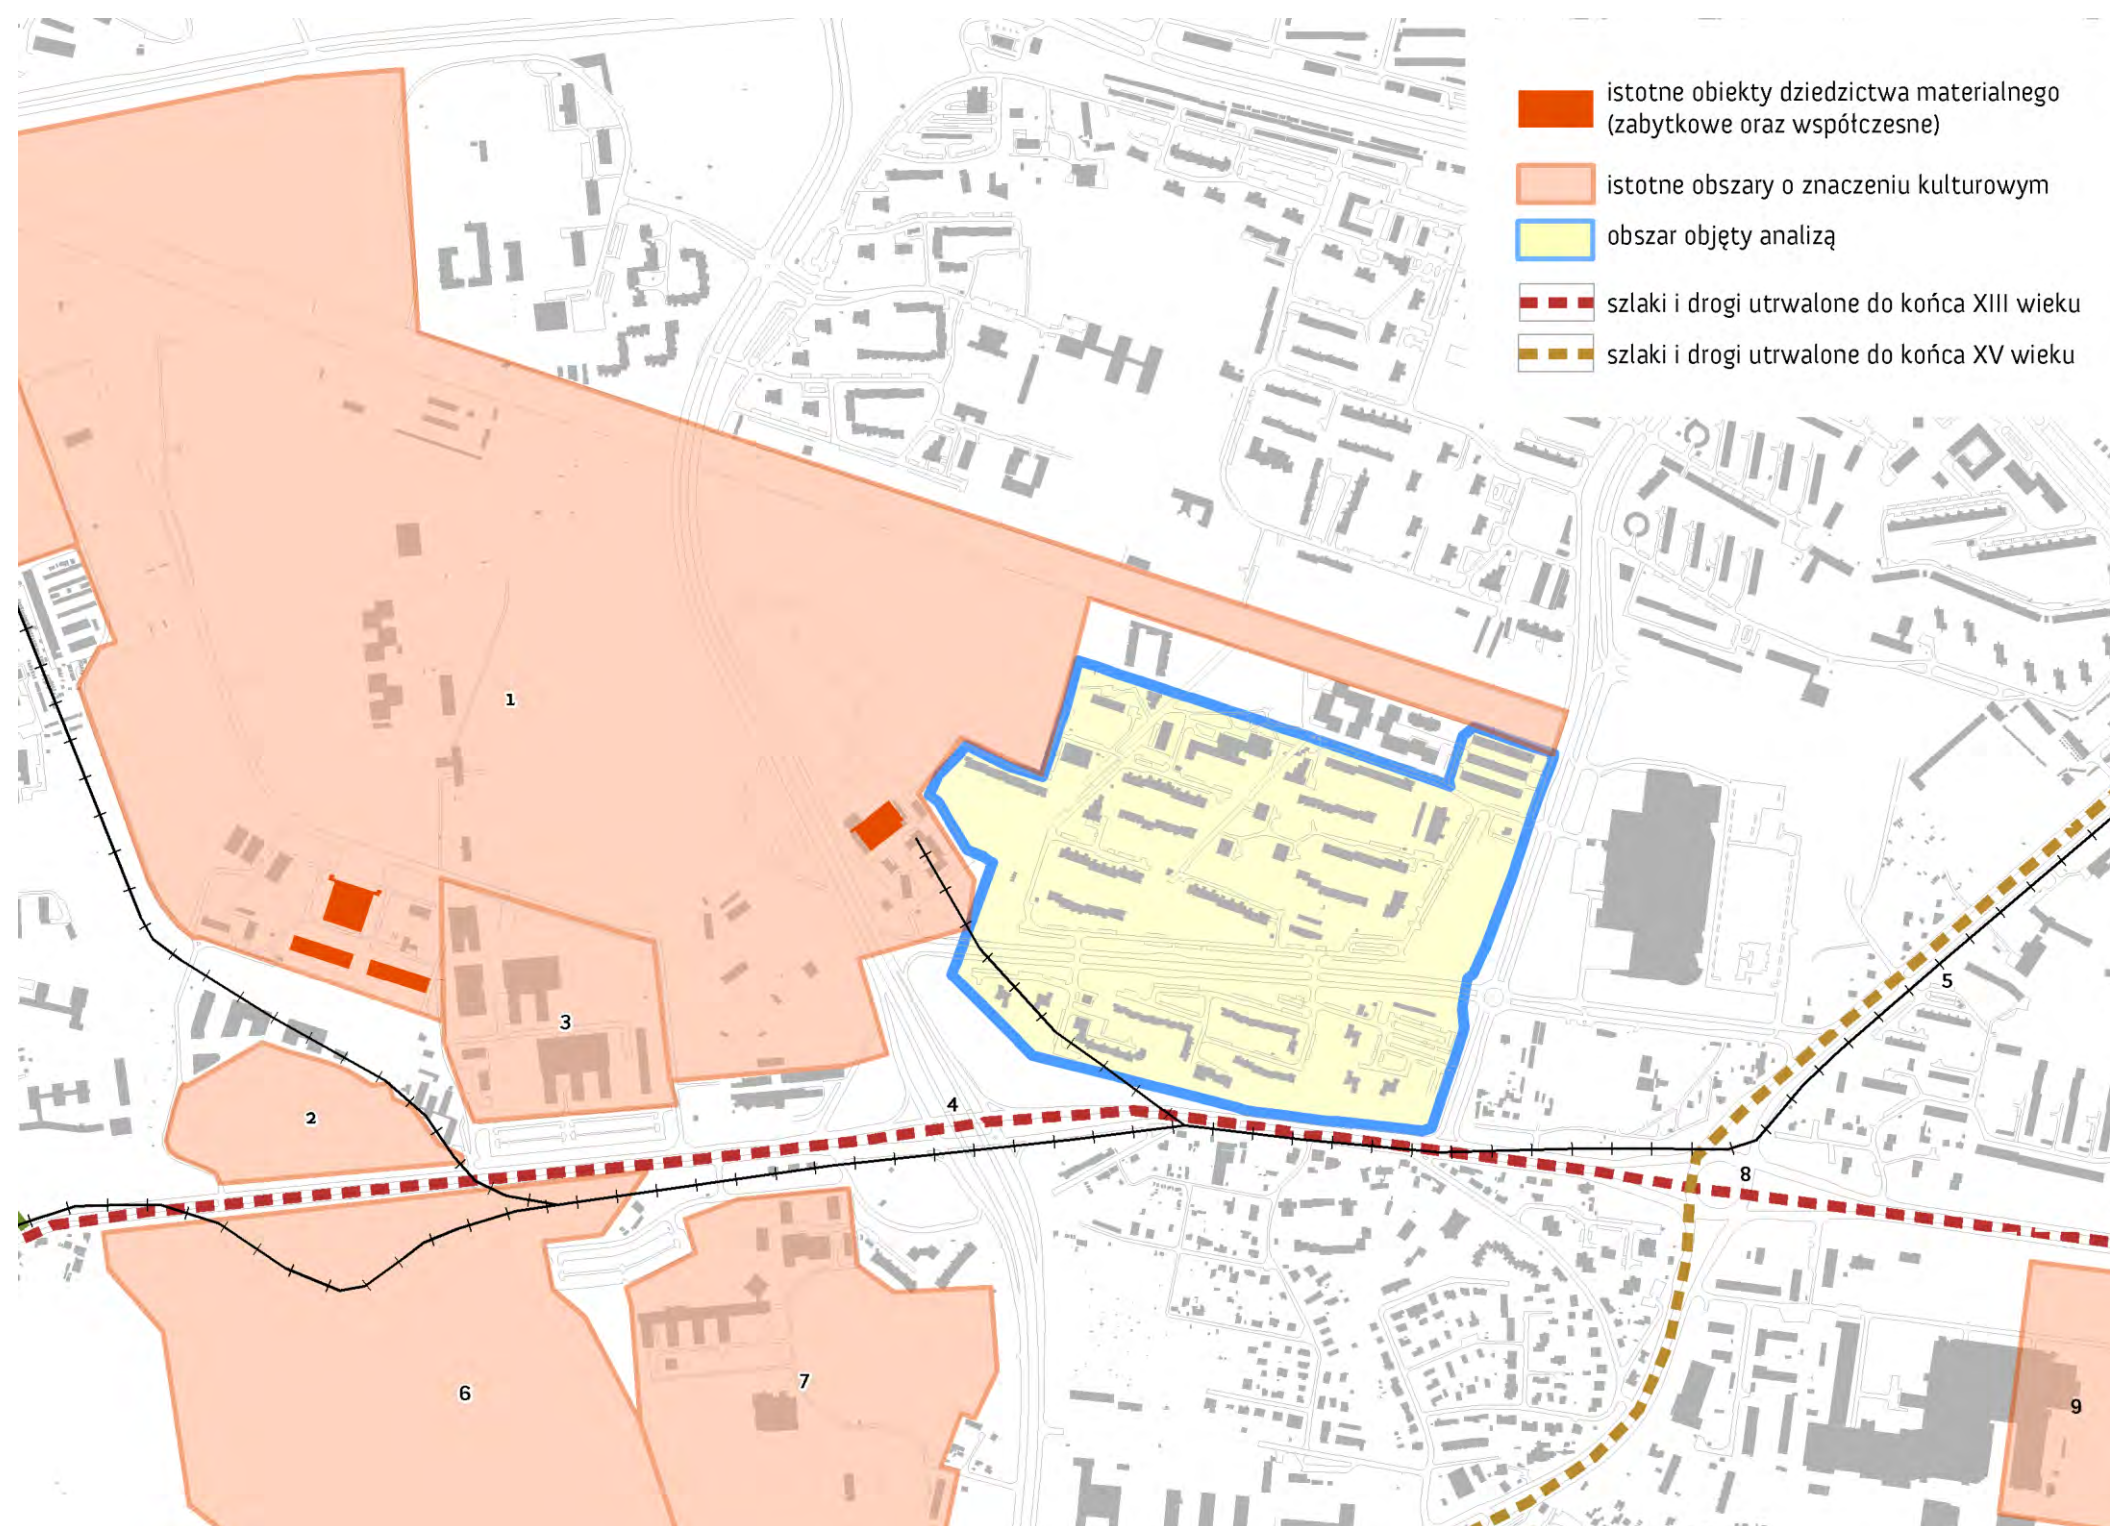 istotne obiekty dziedzictwa materialnego
(zabytkowe oraz współczesne)
istotne obszary o znaczeniu kulturowym
obszar objęty analizą
szlaki i drogi utrwalone do końca XIII wieku
szlaki i drogi utrwalone do końca XV wieku
1
5
3
4
2
8
6
7
9